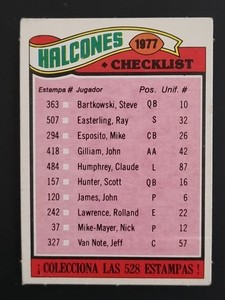 HALCONES
1977
CHECKLIST
Estampa # Jugador Pos. Unif. #
363 Bartkowski, Steve QB 10
507 Easterling, Ray S 32
294 Esposito, Mike CB 26
418 Gilliam, John AA 42
484 Humphrey, Claude L 87
157 Hunter, Scott QB 16
120 James, John P 6
242 Lawrence, Rolland E 22
37 Mike-Mayer, Nick P 12
327 Van Note, Jeff C 57
¡ COLECCIONA LAS 528 ESTAMPAS !